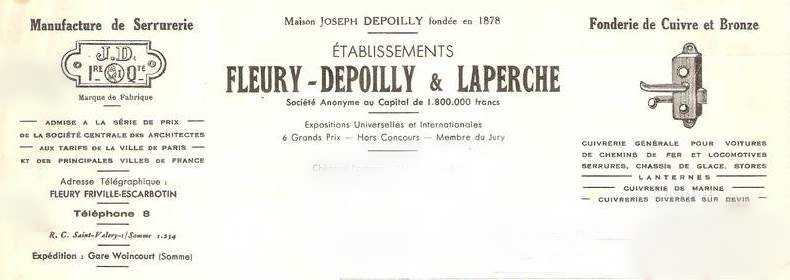 Manufacture de Serrurerie
J.D.
1RE QTÉ
Marque de Fabrique
ADMISE A LA SÉRIE DE PRIX
DE LA SOCIÉTÉ CENTRALE DES ARCHITECTES
AUX TARIFS DE LA VILLE DE PARIS
ET DES PRINCIPALES VILLES DE FRANCE
Adresse Télégraphique :
FLEURY FRIVILLE-ESCARBOTIN
Téléphone 8
R. C. Saint-Valery-s/Somme 1.234
Expédition : Gare Woincourt (Somme)
Maison JOSEPH DEPOILLY fondée en 1878
ÉTABLISSEMENTS
FLEURY-DEPOILLY & LAPERCHE
Société Anonyme au Capital de 1.800.000 francs
Expositions Universelles et Internationales
6 Grands Prix — Hors Concours — Membre du Jury
Fonderie de Cuivre et Bronze
CUIVRERIE GÉNÉRALE POUR VOITURES
DE CHEMINS DE FER ET LOCOMOTIVES
SERRURES, CHASSIS DE GLACE, STORES
LANTERNES
CUIVRERIE DE MARINE
CUIVRERIES DIVERSES SUR DEVIS